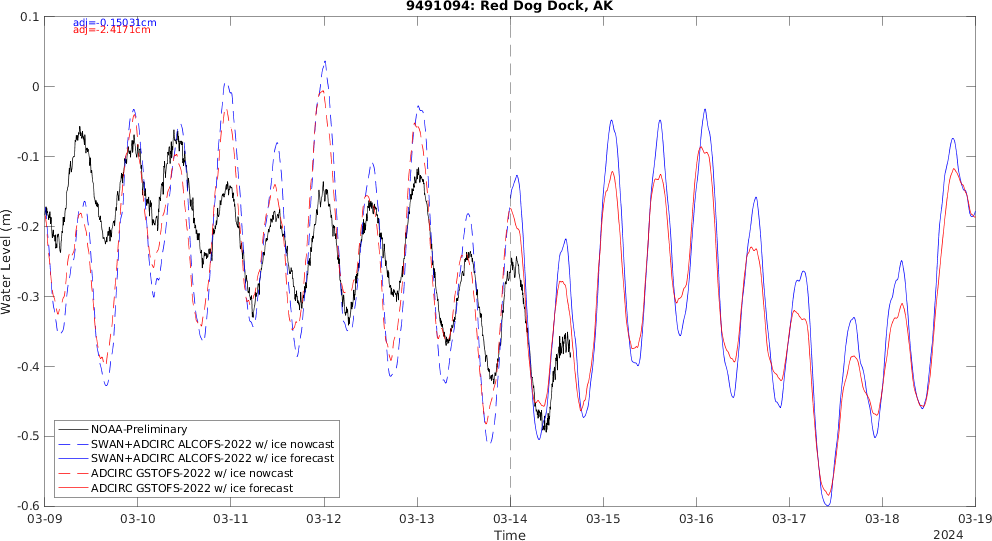 9491094: Red Dog Dock, AK
adj=-0.15031cm
adj=-2.4171cm
0.1
0
-0.1
-0.2
-0.3
-0.4
-0.5
-0.6
Water Level (m)
NOAA-Preliminary
SWAN+ADCIRC ALCOFS-2022 w/ ice nowcast
SWAN+ADCIRC ALCOFS-2022 w/ ice forecast
ADCIRC GSTOFS-2022 w/ ice nowcast
ADCIRC GSTOFS-2022 w/ ice forecast
03-09 03-10 03-11 03-12 03-13 03-14 03-15 03-16 03-17 03-18 03-19
Time
2024